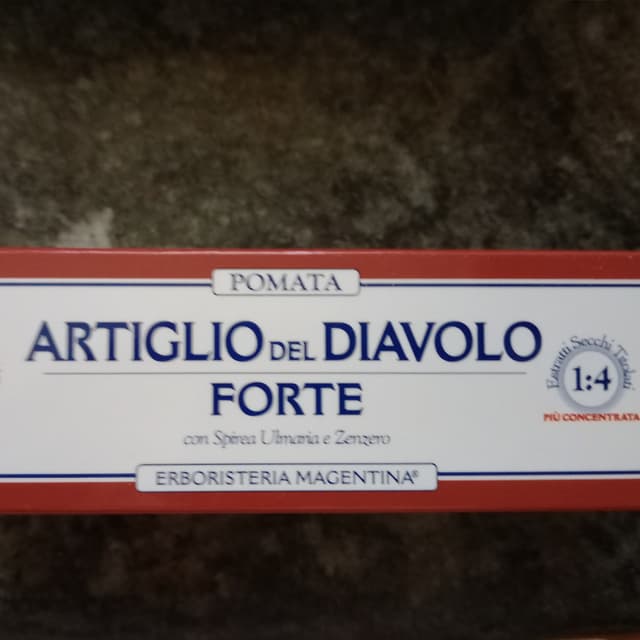 POMATA
ARTIGLIO DEL DIAVOLO
FORTE
con Spirea Ulmaria e Zenzero
ERBORISTERIA MAGENTINA®
Estratti Secchi Titolati
1:4
PIÙ CONCENTRATA